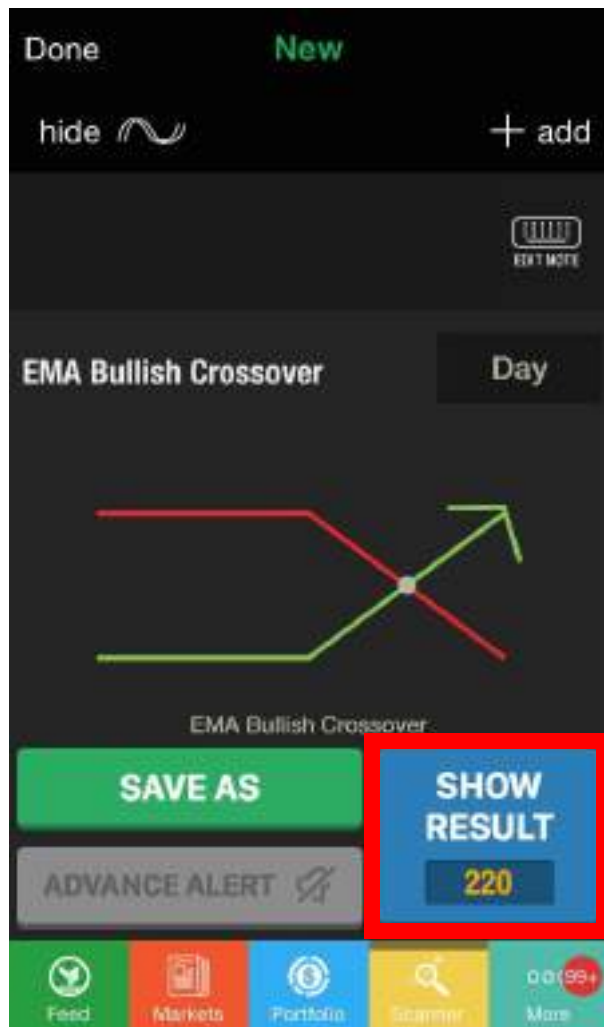 Done New
hide + add
EDIT NOTE
EMA Bullish Crossover Day
EMA Bullish Crossover
SAVE AS
SHOW
RESULT
ADVANCE ALERT
220
Feed Markets Portfolio Scanner More
99+